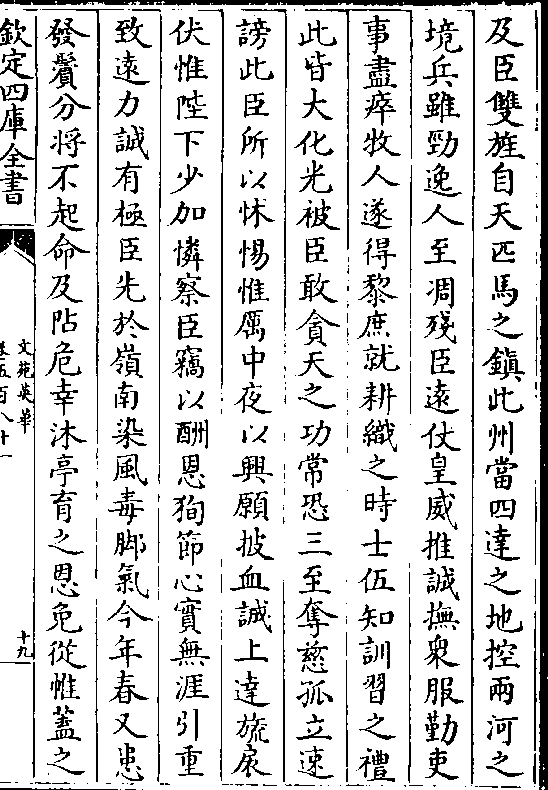 及臣雙旌自天匹馬之鎮此州當四達之地控兩河之
境兵雖勁逸人至凋殘臣遠仗皇威推誠撫衆服勤吏
事盡瘁牧人遂得黎庶就耕織之時士伍知訓習之禮
此皆大化光被臣敢貪天之功常恐三至奪慈孤立速
謗此臣所以怵惕惟厲中夜以興願披血誠上達旒扆
伏惟陛下少加憐察臣竊以酬恩狥節心實無涯引重
致遠力誠有極臣先於嶺南染風毒脚氣今年春又患
發鬢分将不起命及阽危幸沐亭育之恩免從帷蓋之
欽定四庫全書
文苑英華
卷五百八十一
十九